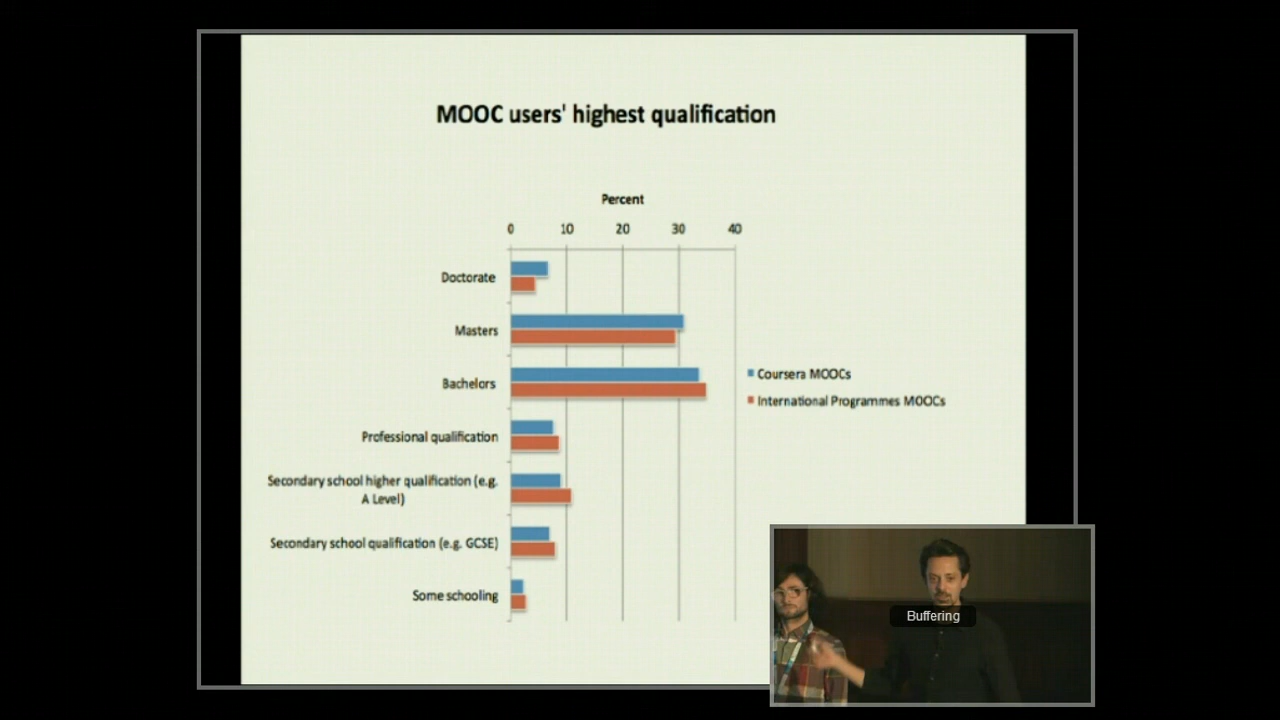 MOOC users' highest qualification
Percent
0 10 20 30 40
Doctorate
Masters
Bachelors
Professional qualification
Secondary school higher qualification (e.g.
A Level)
Secondary school qualification (e.g. GCSE)
Some schooling
Coursera MOOCs
International Programmes MOOCs
Buffering